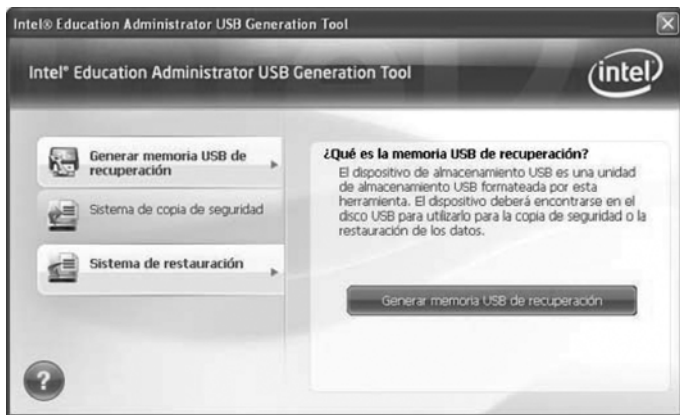 Intel® Education Administrator USB Generation Tool
Intel® Education Administrator USB Generation Tool
intel
Generar memoria USB de
recuperación
Sistema de copia de seguridad
Sistema de restauración
¿Qué es la memoria USB de recuperación?
El dispositivo de almacenamiento USB es una unidad
de almacenamiento USB formateada por esta
herramienta. El dispositivo deberá encontrarse en el
disco USB para utilizarlo para la copia de seguridad o la
restauración de los datos.
Generar memoria USB de recuperación
?